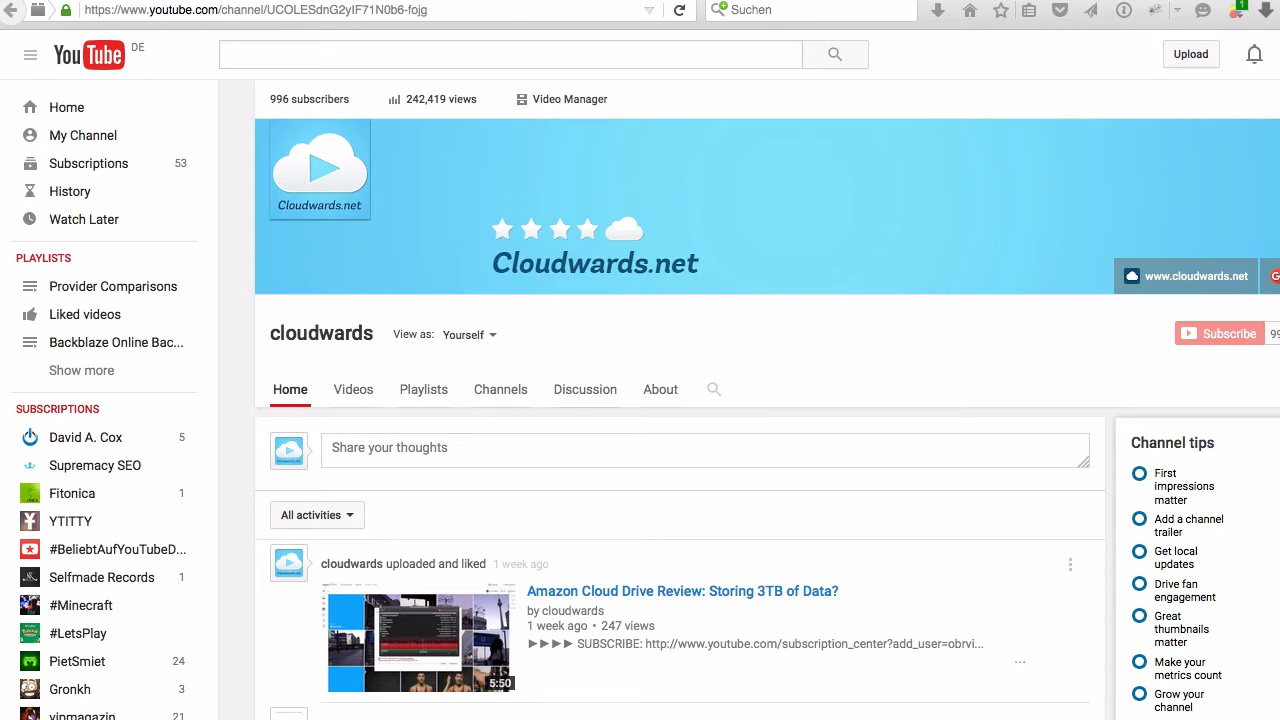 https://www.youtube.com/channel/UCOLESdnG2yIF71N0b6-fojg
Suchen
1
YouTube DE
Upload
Home
My Channel
Subscriptions 53
History
Watch Later
PLAYLISTS
Provider Comparisons
Liked videos
Backblaze Online Bac...
Show more
SUBSCRIPTIONS
David A. Cox 5
Supremacy SEO
Fitonica 1
YTITTY
#BeliebtAufYouTubeD...
Selfmade Records 1
#Minecraft
#LetsPlay
PietSmiet 24
Gronkh 3
vipmagazin 21
996 subscribers 242,419 views Video Manager
Cloudwards.net
Cloudwards.net
www.cloudwards.net
G
cloudwards View as: Yourself
Subscribe 99
Home Videos Playlists Channels Discussion About
Share your thoughts
All activities
cloudwards uploaded and liked 1 week ago
Amazon Cloud Drive Review: Storing 3TB of Data?
by cloudwards
1 week ago • 247 views
►►►► SUBSCRIBE: http://www.youtube.com/subscription_center?add_user=obrvi...
5:50
Channel tips
First
impressions
matter
Add a channel
trailer
Get local
updates
Drive fan
engagement
Great
thumbnails
matter
Make your
metrics count
Grow your
channel